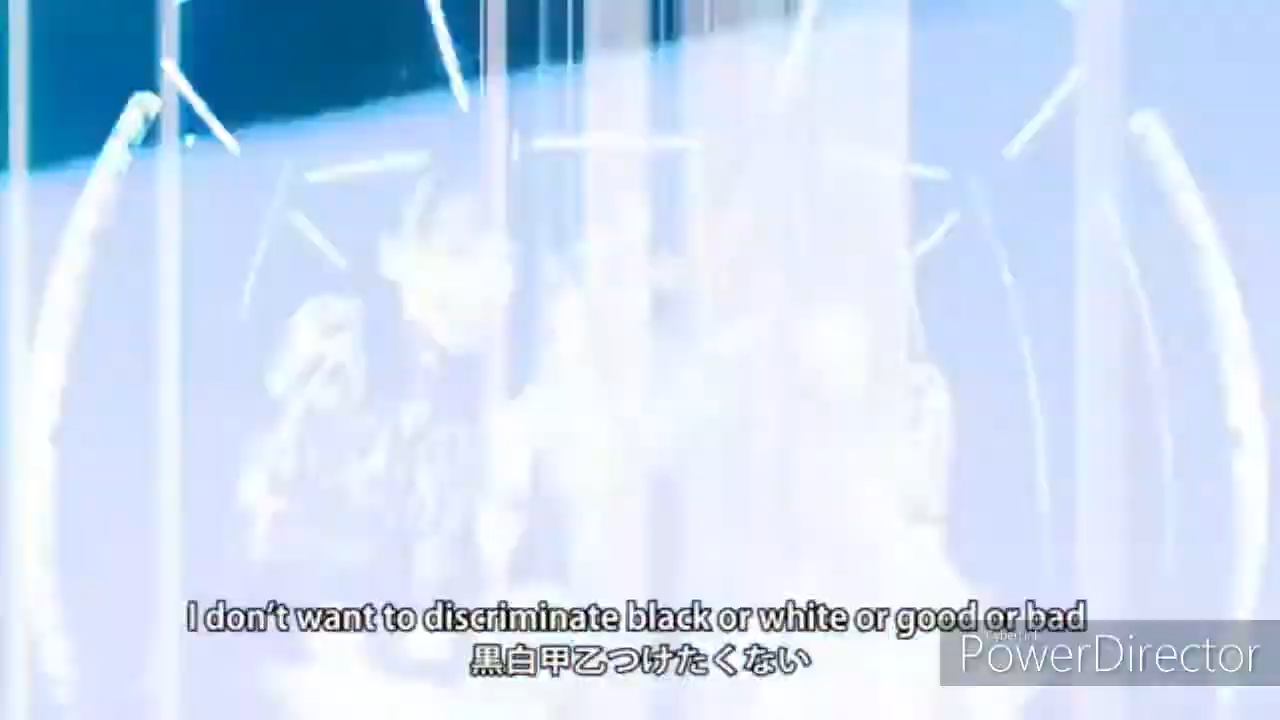 I don't want to discriminate black or white or good or bad
黒白甲乙つけたくない
CyberLink
PowerDirector